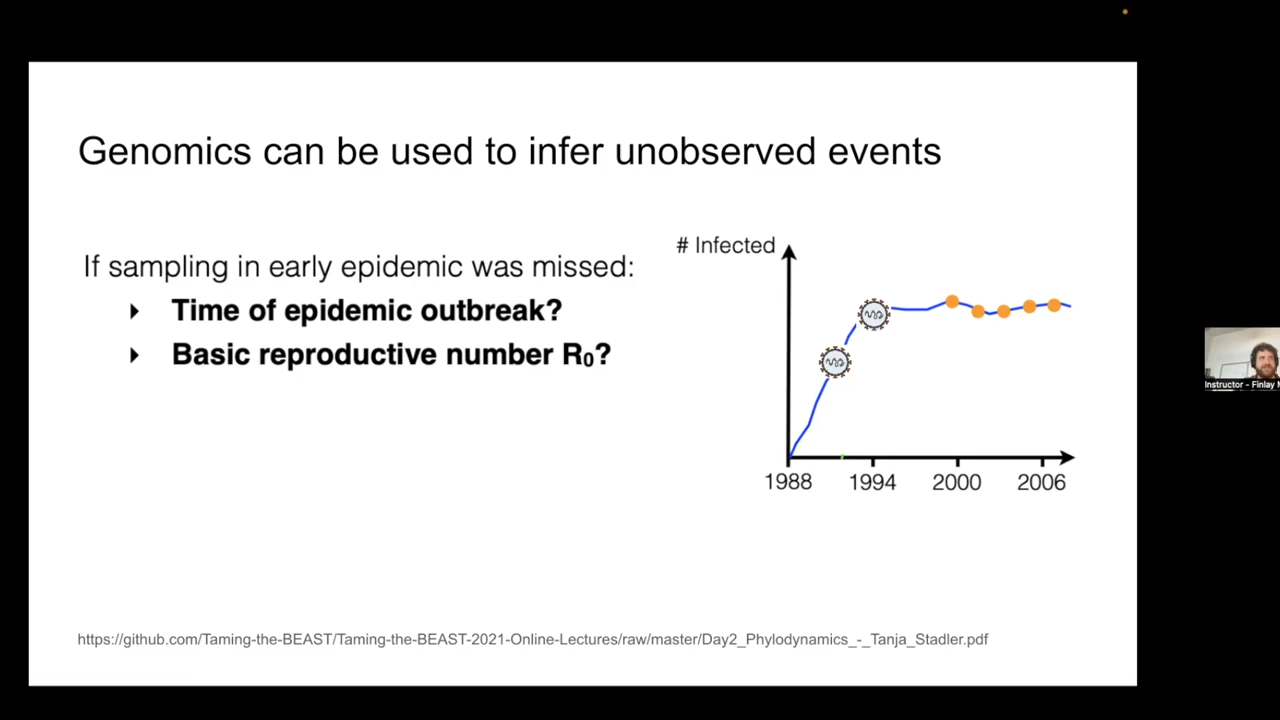 Genomics can be used to infer unobserved events
If sampling in early epidemic was missed:
Time of epidemic outbreak?
Basic reproductive number R₀?
# Infected
1988 1994 2000 2006
https://github.com/Taming-the-BEAST/Taming-the-BEAST-2021-Online-Lectures/raw/master/Day2_Phylodynamics_-_Tanja_Stadler.pdf
Instructor - Finlay M